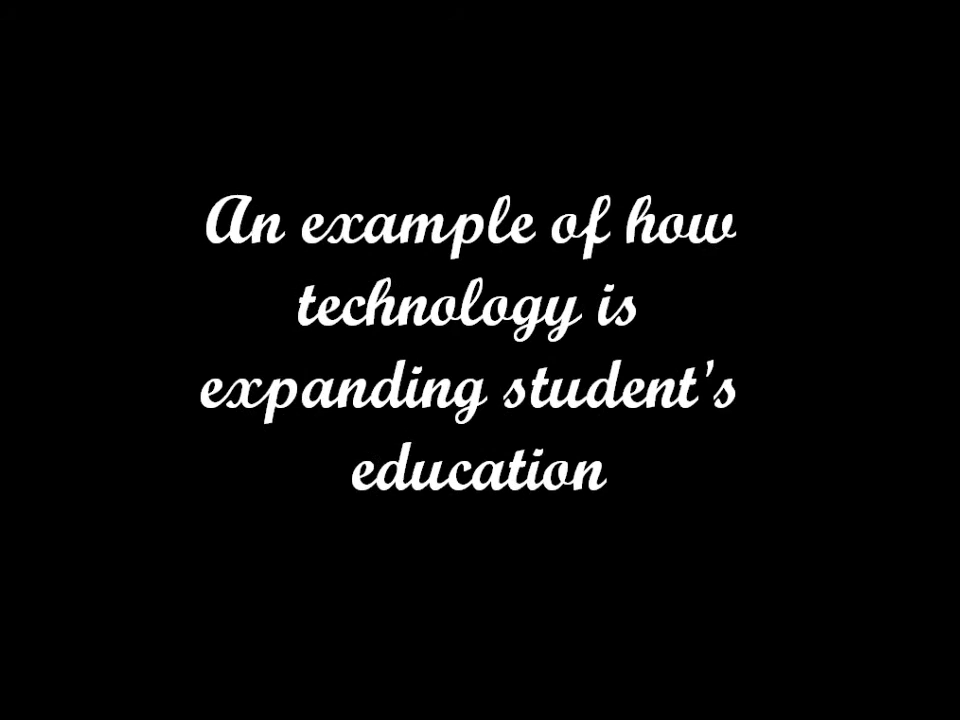 An example of how
technology is
expanding student's
education